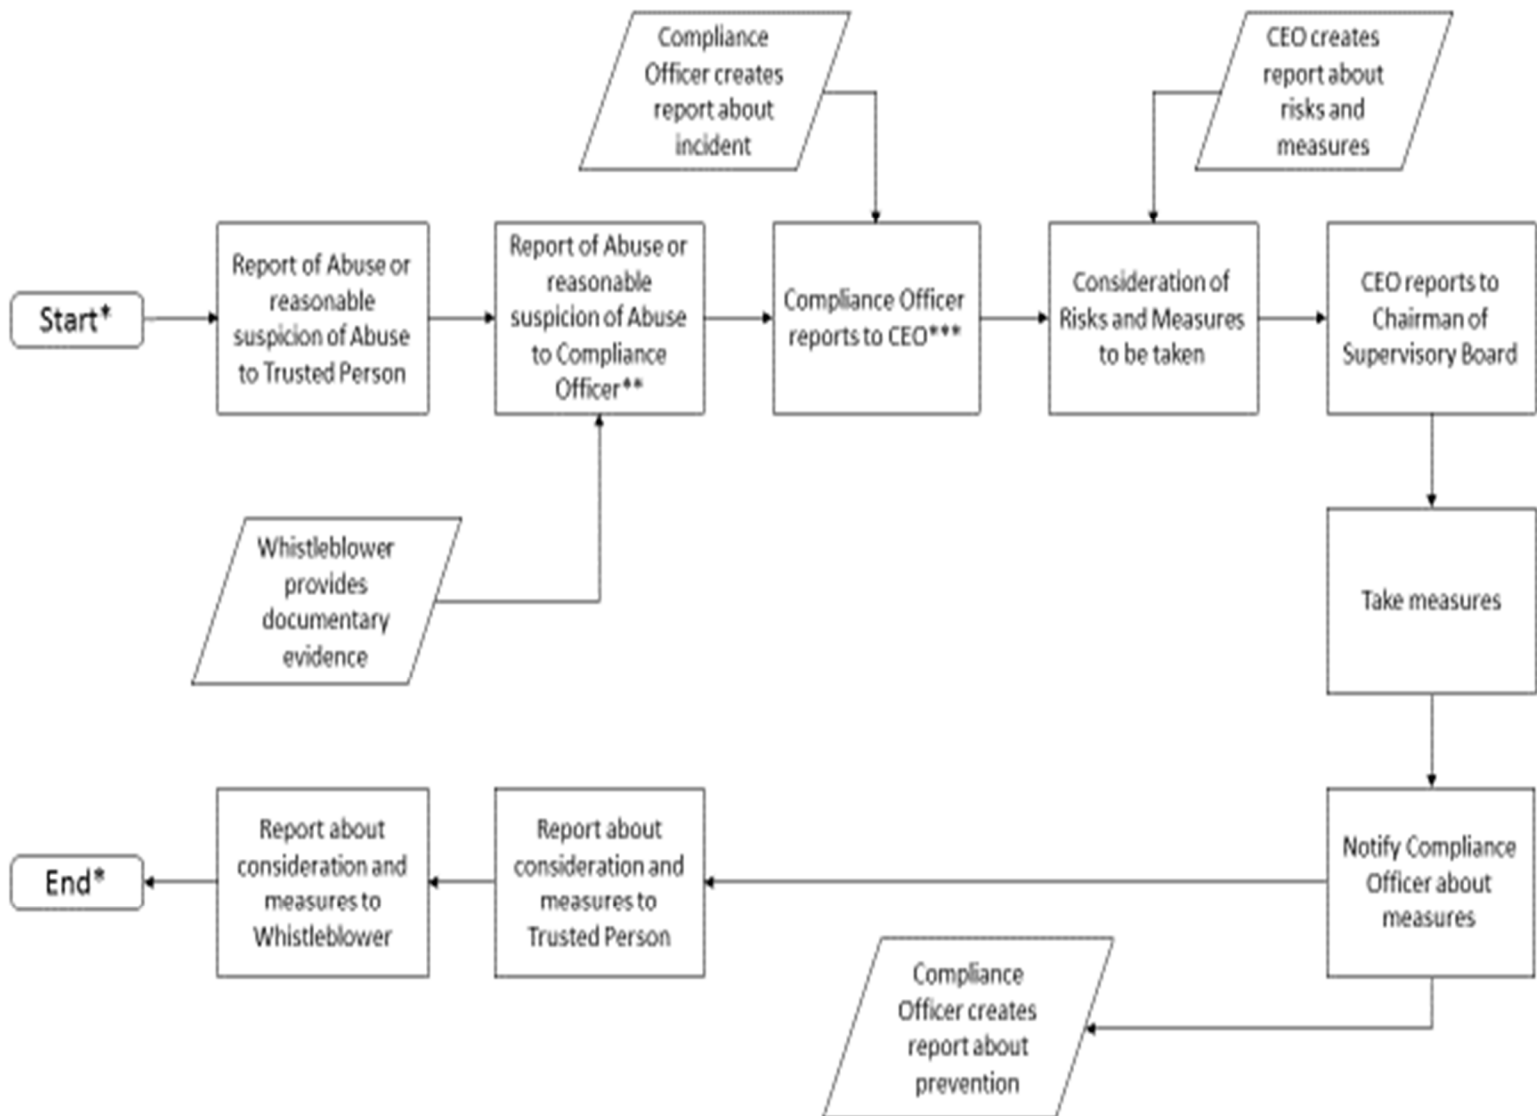 Compliance
Officer creates
report about
incident
CEO creates
report about
risks and
measures
Start*
Report of Abuse or
reasonable
suspicion of Abuse
to Trusted Person
Report of Abuse or
reasonable
suspicion of Abuse
to Compliance
Officer**
Compliance Officer
reports to CEO***
Consideration of
Risks and Measures
to be taken
CEO reports to
Chairman of
Supervisory Board
Whistleblower
provides
documentary
evidence
Take measures
Notify Compliance
Officer about
measures
Report about
consideration and
measures to
Trusted Person
Report about
consideration and
measures to
Whistleblower
End*
Compliance
Officer creates
report about
prevention